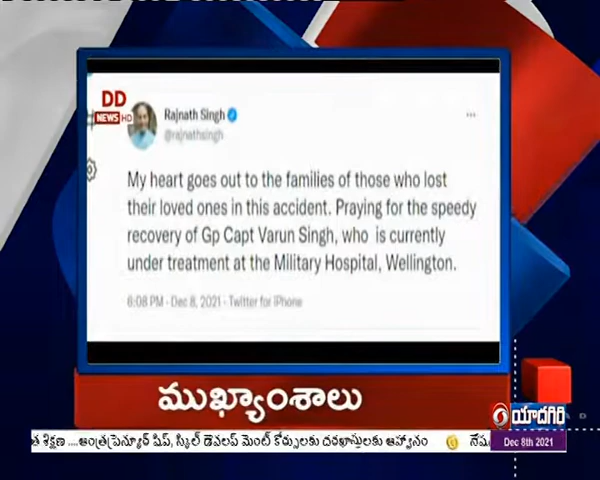 DD
NEWS HD
Rajnath Singh
@rajnathsingh
My heart goes out to the families of those who lost
their loved ones in this accident. Praying for the speedy
recovery of Gp Capt Varun Singh, who is currently
under treatment at the Military Hospital, Wellington.
6:08 PM · Dec 8, 2021 · Twitter for iPhone
ముఖ్యాంశాలు
యాదగిరి
త శిక్షణ ....ఆంత్రప్రెన్యూర్ షిప్, స్కిల్ డెవలప్ మెంట్ కోర్సులకు దరఖాస్తులకు ఆహ్వానం
Dec 8th 2021